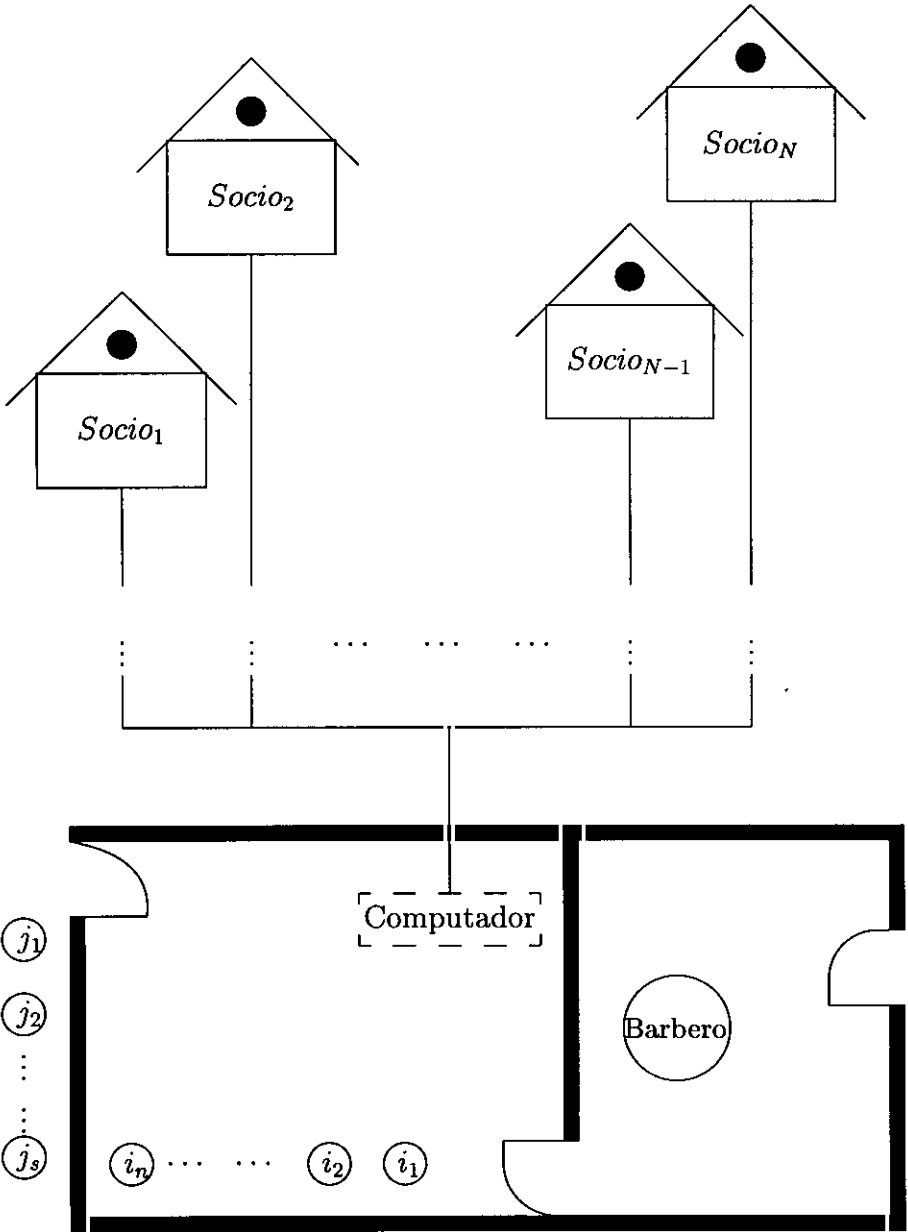 Socio_N
Socio_2
Socio_{N-1}
Socio_1
... ... ...
Computador
j_1
j_2
Barbero
j_s
i_n ... ... i_2 i_1